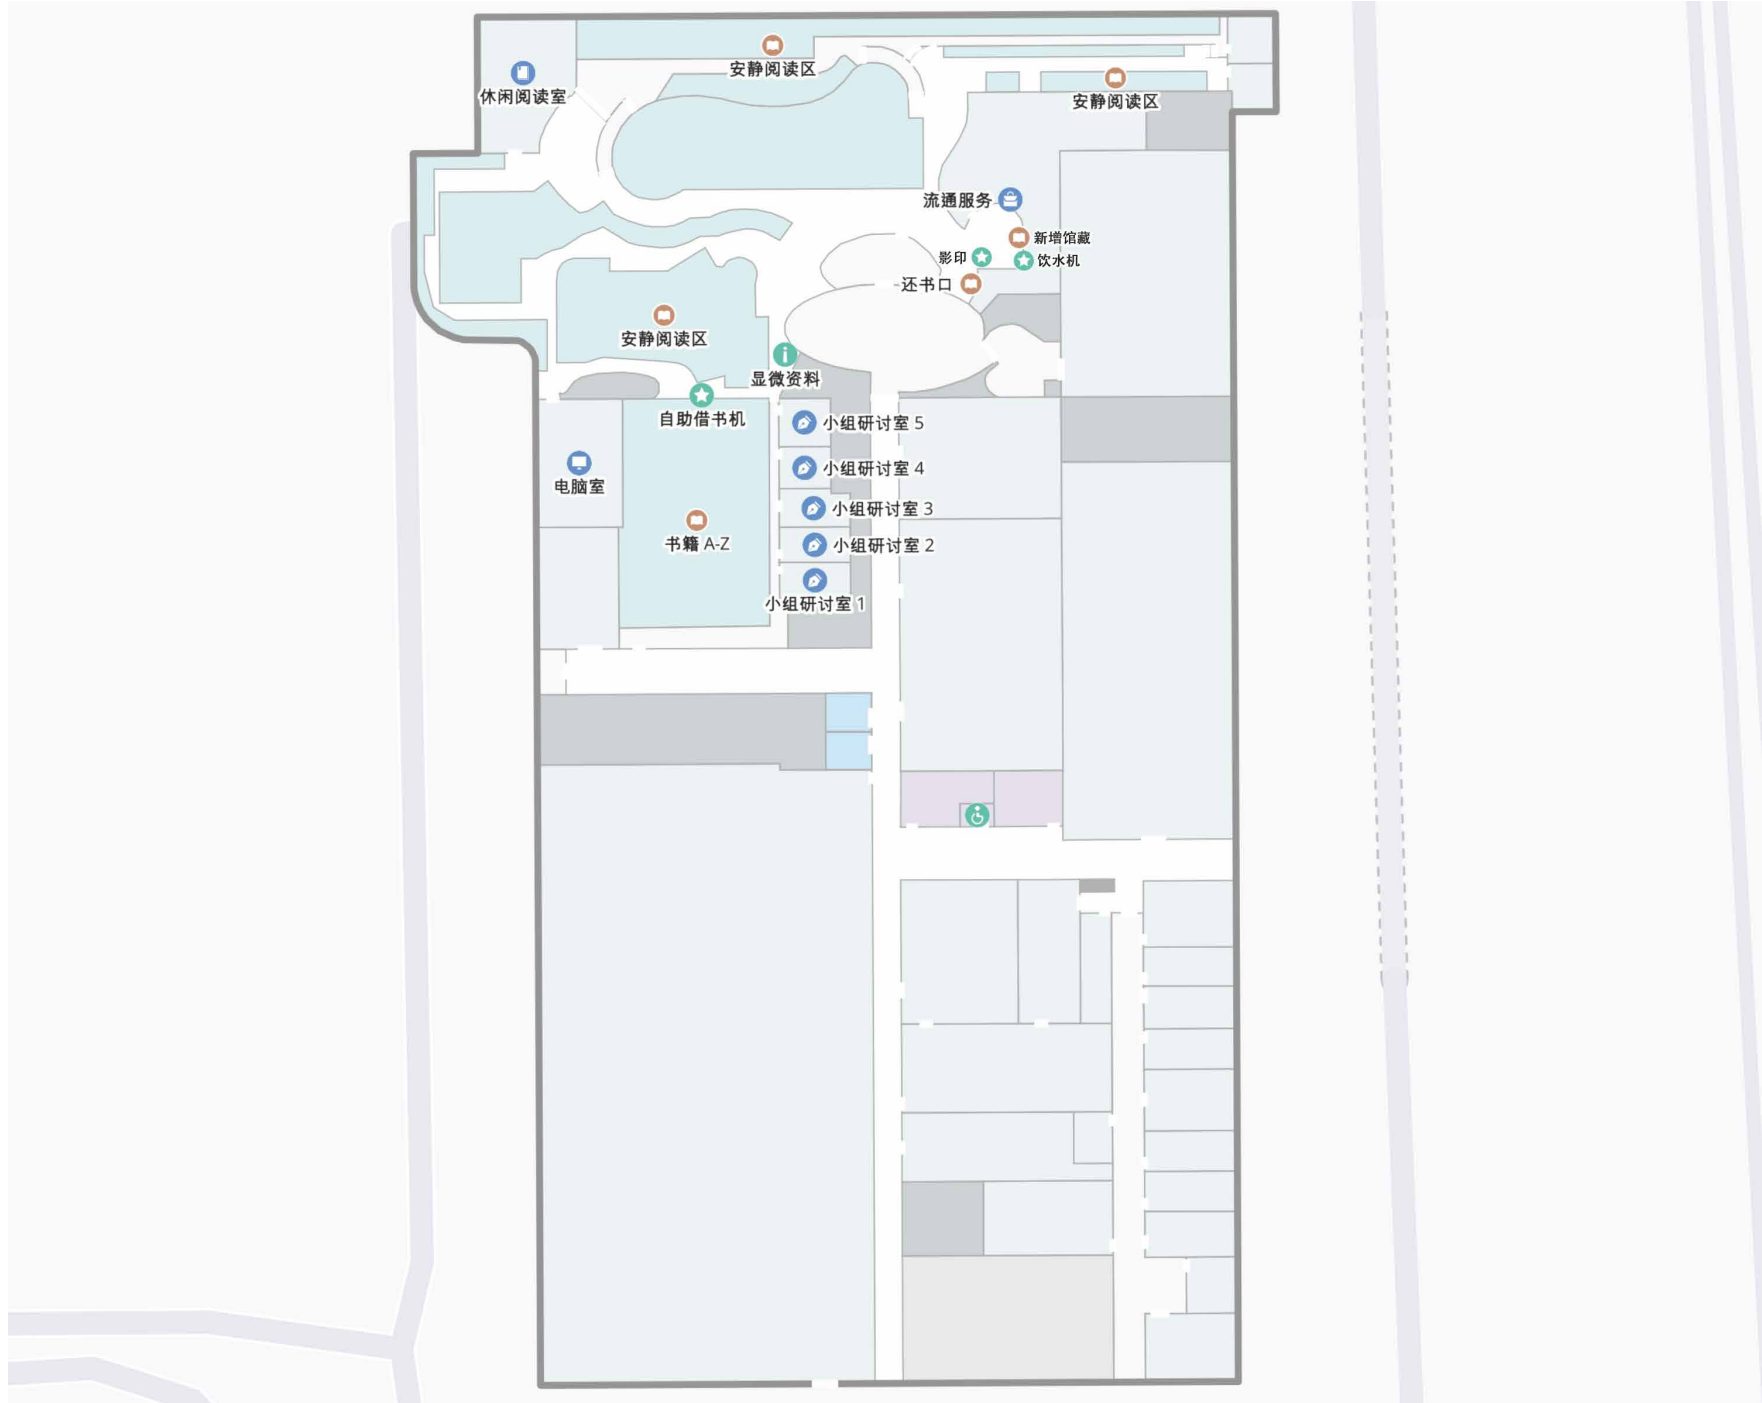 安静阅读区
休闲阅读室
安静阅读区
流通服务
新增馆藏
影印
饮水机
还书口
安静阅读区
显微资料
自助借书机
小组研讨室 5
小组研讨室 4
电脑室
小组研讨室 3
书籍 A-Z
小组研讨室 2
小组研讨室 1